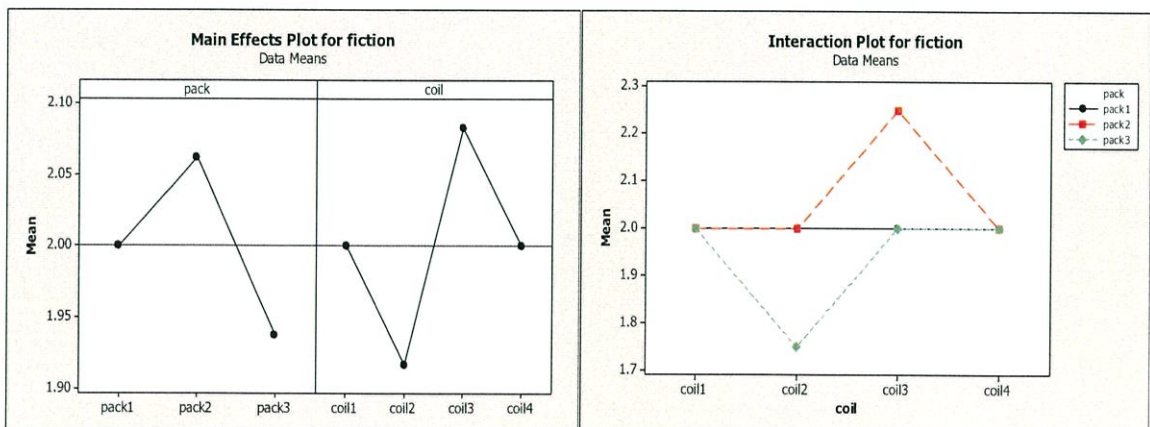 Main Effects Plot for fiction
Data Means
pack
coil
2.10
2.05
2.00
1.95
1.90
Mean
pack1 pack2 pack3 coil1 coil2 coil3 coil4
Interaction Plot for fiction
Data Means
2.3
2.2
2.1
2.0
1.9
1.8
1.7
Mean
coil1 coil2 coil3 coil4
coil
pack
pack1
pack2
pack3